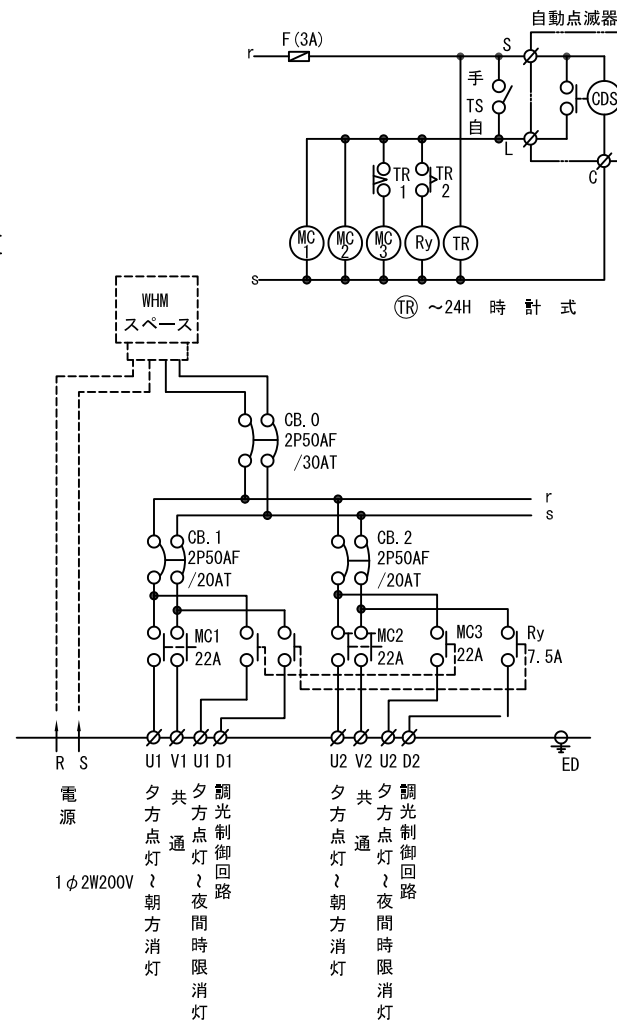 自動点滅器
F(3A)
r
S
手
TS
自
CDS
L
C
TR
1
TR
2
MC
1
MC
2
MC
3
Ry
TR
s
TR ～24H 時計式
WHM
スペース
CB.0
2P50AF
/30AT
r
s
CB.1
2P50AF
/20AT
CB.2
2P50AF
/20AT
MC1
22A
MC2
22A
MC3
22A
Ry
7.5A
R S
U1 V1 U1 D1
U2 V2 U2 D2
ED
電源
1φ2W200V
夕方点灯～朝方消灯
共通
夕方点灯～夜間時限消灯
調光制御回路
夕方点灯～朝方消灯
共通
夕方点灯～夜間時限消灯
調光制御回路